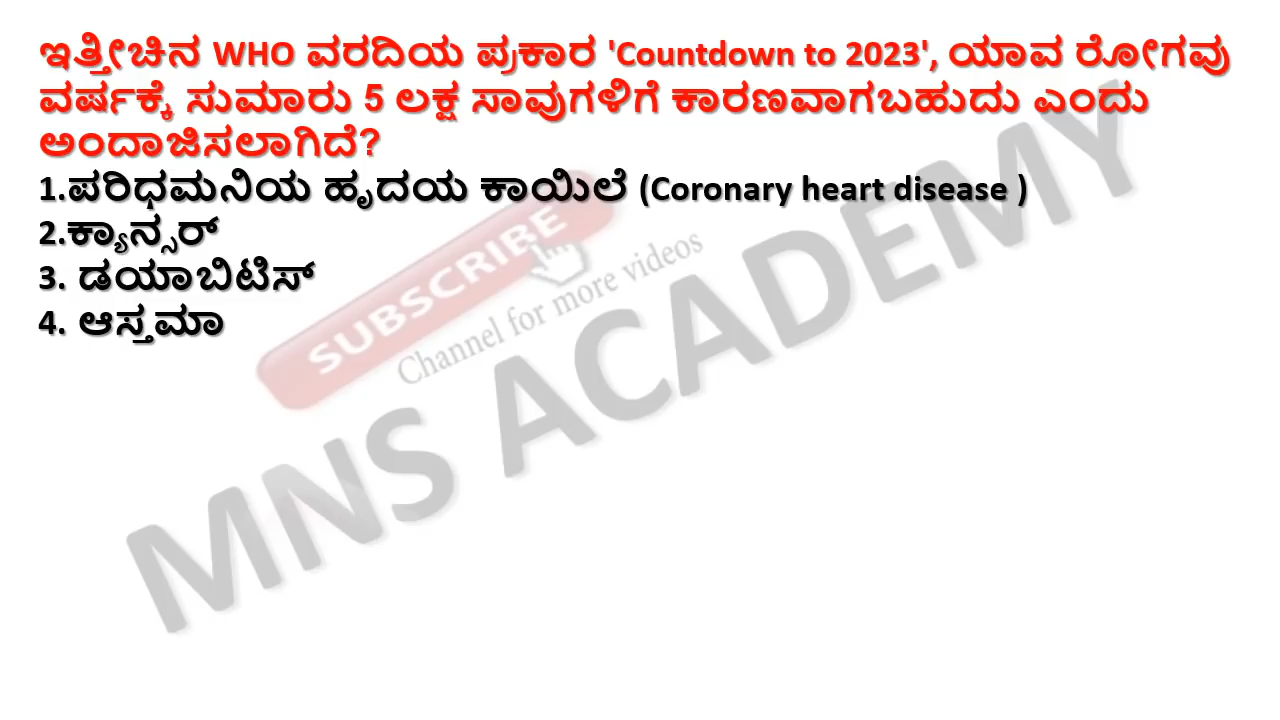 ಇತ್ತೀಚಿನ WHO ವರದಿಯ ಪ್ರಕಾರ 'Countdown to 2023', ಯಾವ ರೋಗವು
ವರ್ಷಕ್ಕೆ ಸುಮಾರು 5 ಲಕ್ಷ ಸಾವುಗಳಿಗೆ ಕಾರಣವಾಗಬಹುದು ಎಂದು
ಅಂದಾಜಿಸಲಾಗಿದೆ?
1.ಪರಿಧಮನಿಯ ಹೃದಯ ಕಾಯಿಲೆ (Coronary heart disease )
2.ಕ್ಯಾನ್ಸರ್
3. ಡಯಾಬಿಟಿಸ್
4. ಆಸ್ತಮಾ
SUBSCRIBE
Channel for more videos
MNS ACADEMY